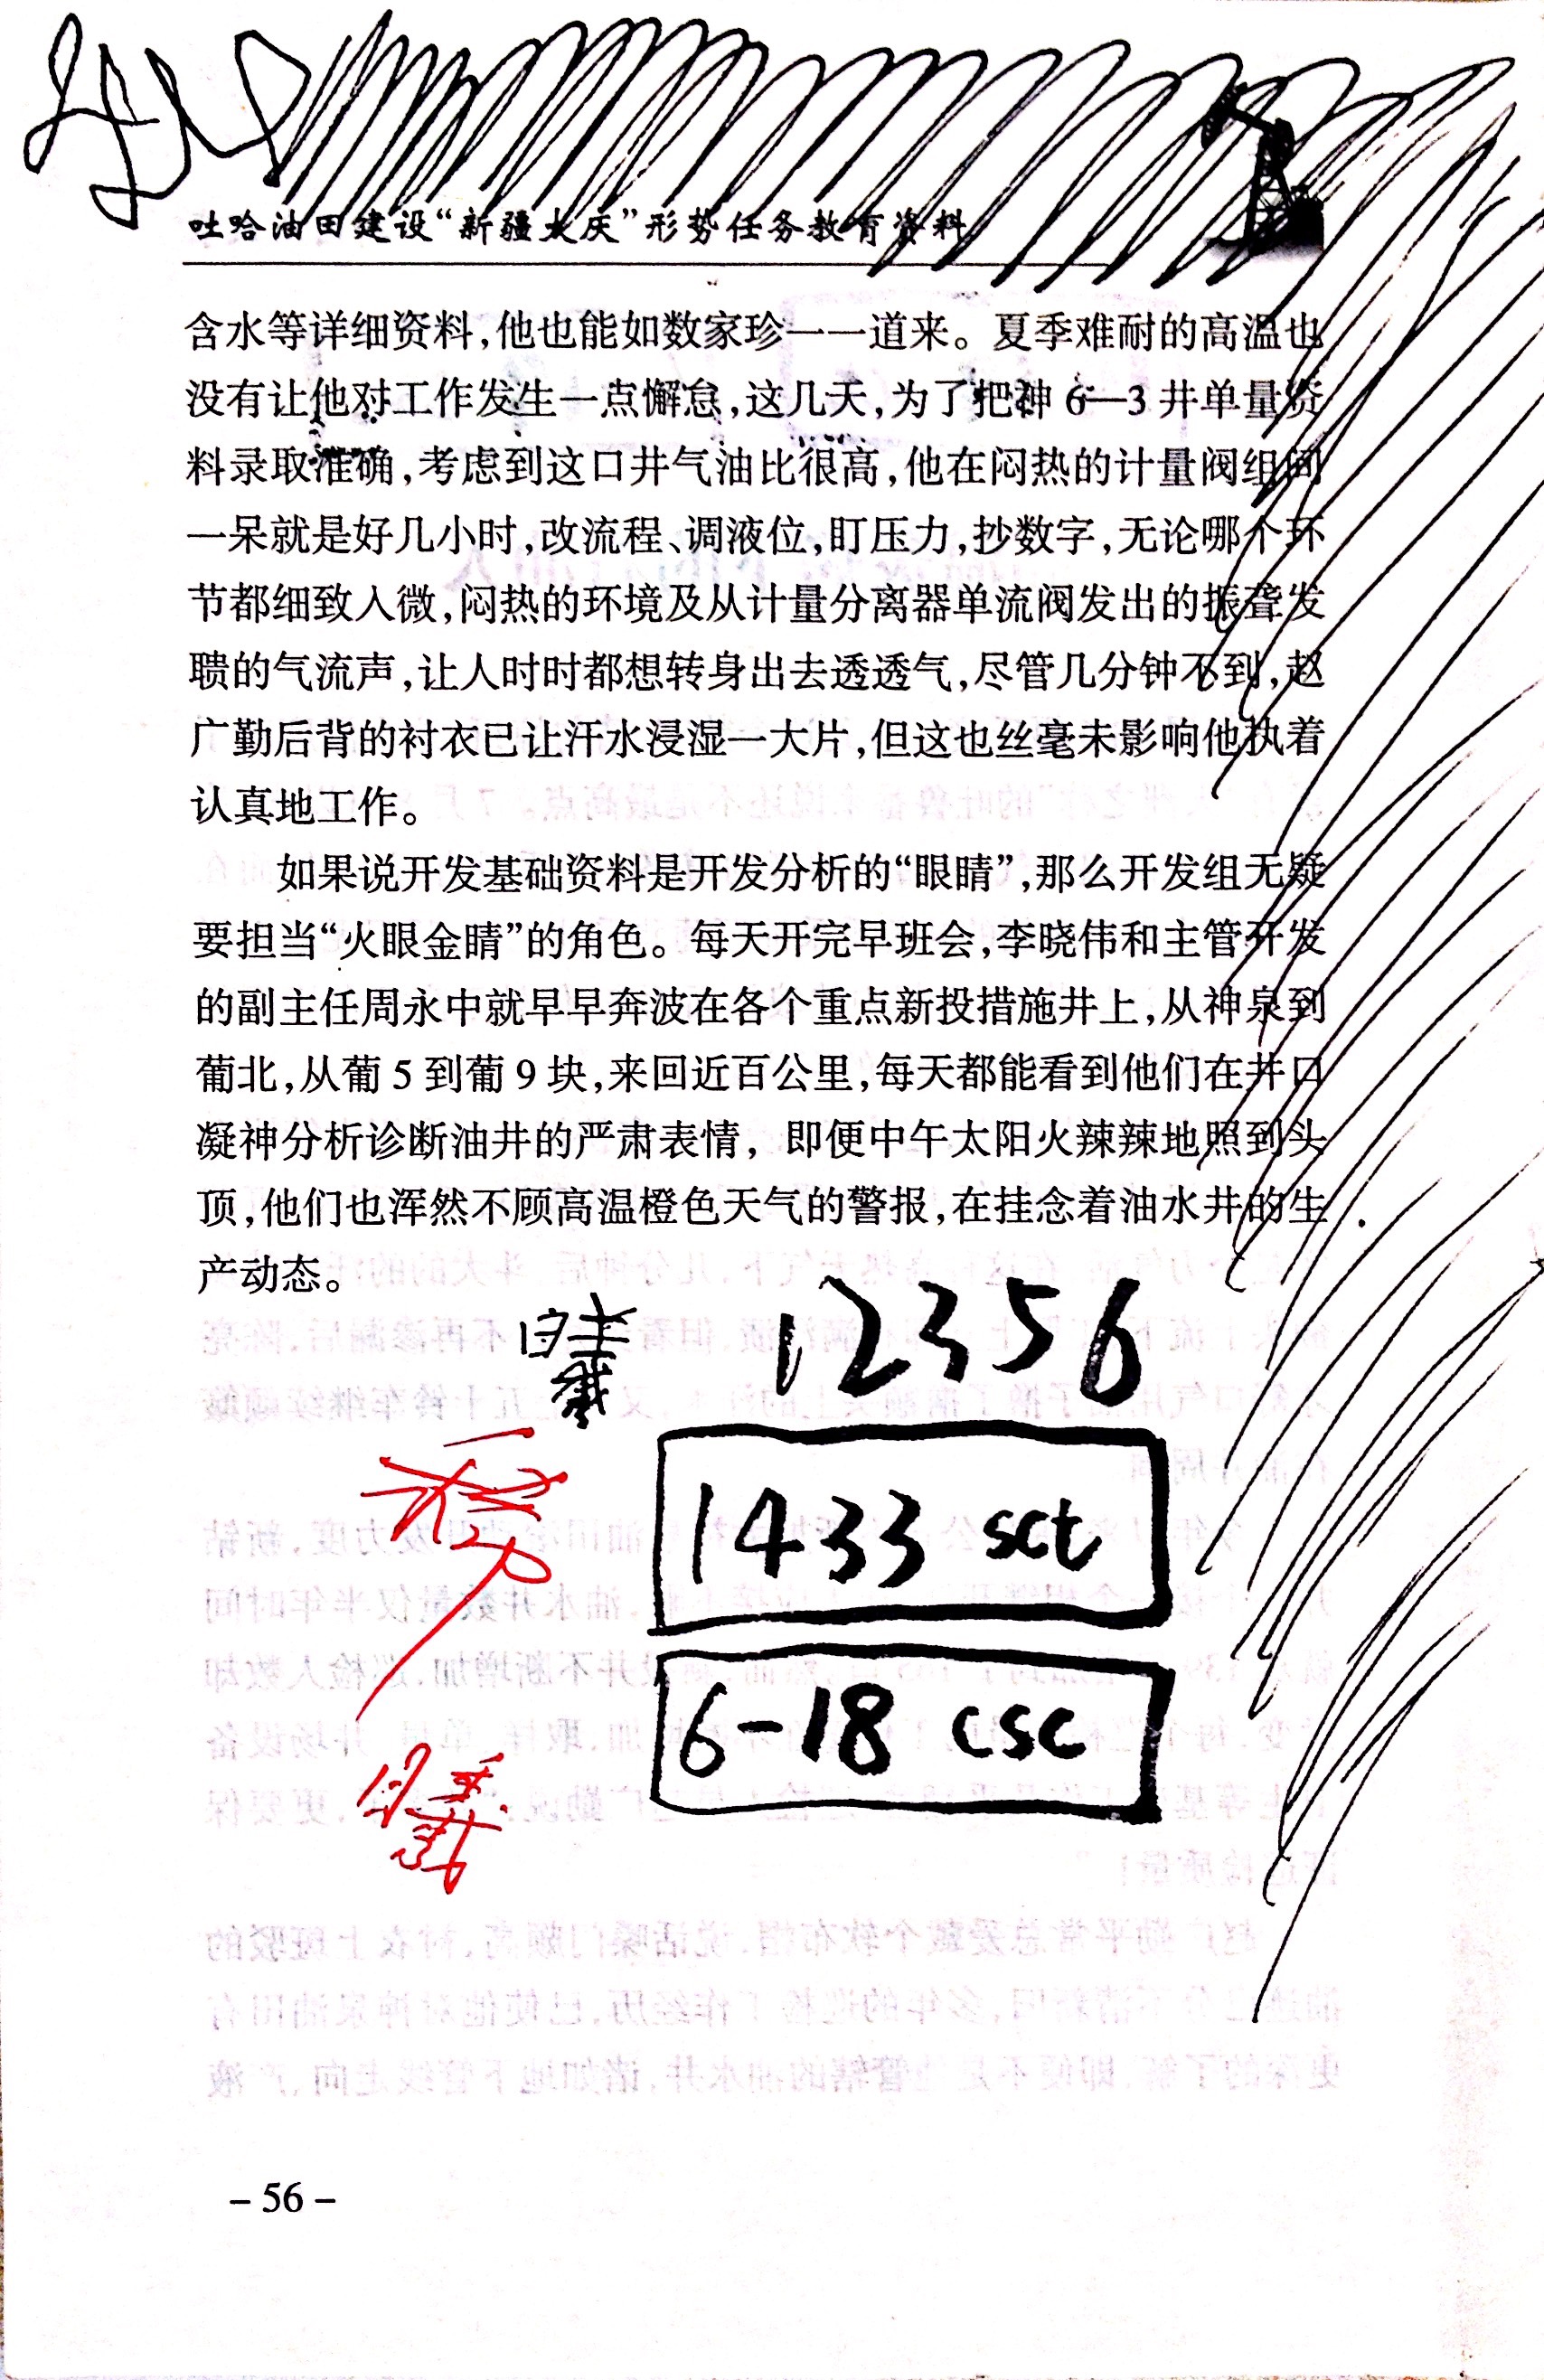 吐哈油田建设“新疆大庆”形势任务教育资料
含水等详细资料,他也能如数家珍一一道来。夏季难耐的高温也
没有让他对工作发生一点懈怠,这几天,为了把神6—3井单量资
料录取准确,考虑到这口井气油比很高,他在闷热的计量阀组间
一呆就是好几小时,改流程、调液位,盯压力,抄数字,无论哪个环
节都细致入微,闷热的环境及从计量分离器单流阀发出的振聋发
聩的气流声,让人时时都想转身出去透透气,尽管几分钟不到,赵
广勤后背的衬衣已让汗水浸湿一大片,但这也丝毫未影响他执着
认真地工作。
如果说开发基础资料是开发分析的“眼睛”,那么开发组无疑
要担当“火眼金睛”的角色。每天开完早班会,李晓伟和主管开发
的副主任周永中就早早奔波在各个重点新投措施井上,从神泉到
葡北,从葡5到葡9块,来回近百公里,每天都能看到他们在井口
凝神分析诊断油井的严肃表情，即便中午太阳火辣辣地照到头
顶,他们也浑然不顾高温橙色天气的警报,在挂念着油水井的生
产动态。
12356
1433 sct
6-18 csc
– 56 –